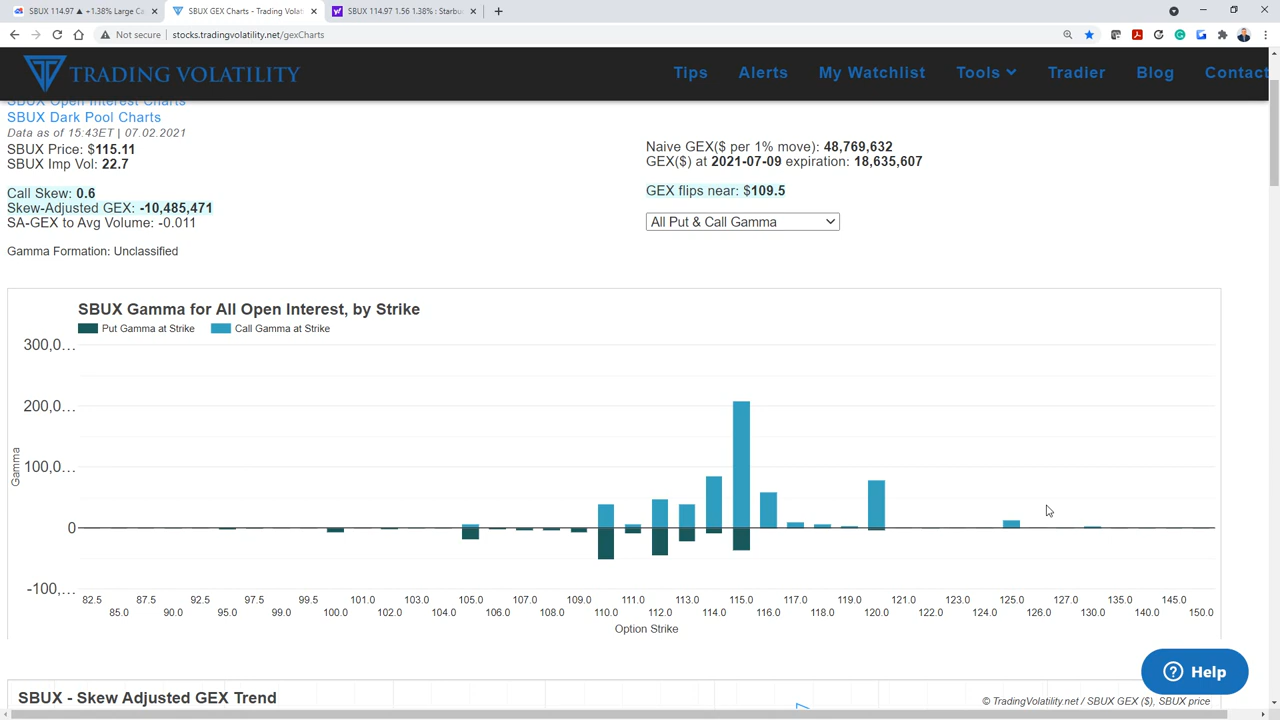 SBUX 114.97 ▲ +1.38% Large Ca
SBUX GEX Charts - Trading Volati
SBUX 114.97 1.56 1.38% : Starbu
Not secure | stocks.tradingvolatility.net/gexCharts
TRADING VOLATILITY
Tips
Alerts
My Watchlist
Tools
Tradier
Blog
Contact
SBUX Open Interest Charts
SBUX Dark Pool Charts
Data as of 15:43ET | 07.02.2021
SBUX Price: $115.11
SBUX Imp Vol: 22.7
Call Skew: 0.6
Skew-Adjusted GEX: -10,485,471
SA-GEX to Avg Volume: -0.011
Gamma Formation: Unclassified
Naive GEX($ per 1% move): 48,769,632
GEX($) at 2021-07-09 expiration: 18,635,607
GEX flips near: $109.5
All Put & Call Gamma
SBUX Gamma for All Open Interest, by Strike
Put Gamma at Strike
Call Gamma at Strike
300,0...
200,0...
100,0...
0
-100,...
Gamma
82.5 87.5 92.5 97.5 99.5 101.0 103.0 105.0 107.0 109.0 111.0 113.0 115.0 117.0 119.0 121.0 123.0 125.0 127.0 135.0 145.0
85.0 90.0 95.0 99.0 100.0 102.0 104.0 106.0 108.0 110.0 112.0 114.0 116.0 118.0 120.0 122.0 124.0 126.0 130.0 140.0 150.0
Option Strike
Help
SBUX - Skew Adjusted GEX Trend
© TradingVolatility.net / SBUX GEX ($), SBUX price